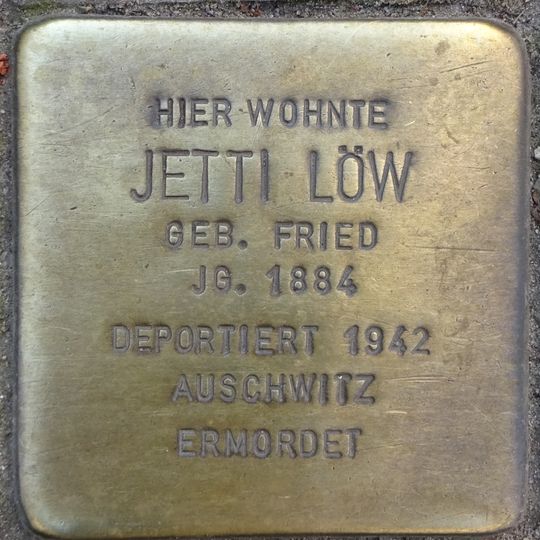 HIER WOHNTE
JETTI LÖW
GEB. FRIED
JG. 1884
DEPORTIERT 1942
AUSCHWITZ
ERMORDET